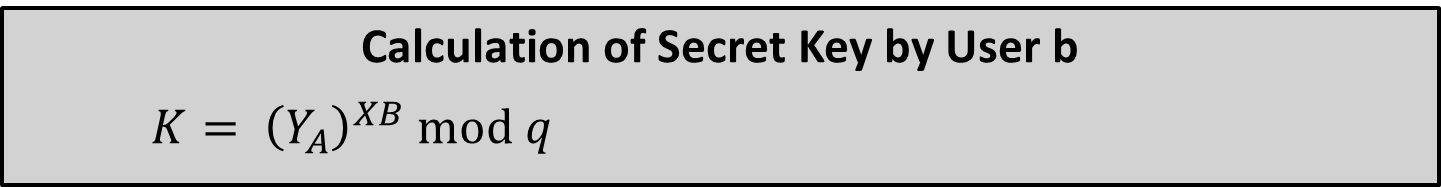 Calculation of Secret Key by User b
K = (Y_A)^{XB} mod q